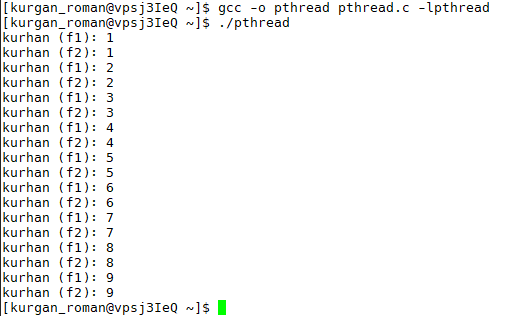 [kurgan_roman@vpsj3IeQ ~]$ gcc -o pthread pthread.c -lpthread
[kurgan_roman@vpsj3IeQ ~]$ ./pthread
kurhan (f1): 1
kurhan (f2): 1
kurhan (f1): 2
kurhan (f2): 2
kurhan (f1): 3
kurhan (f2): 3
kurhan (f1): 4
kurhan (f2): 4
kurhan (f1): 5
kurhan (f2): 5
kurhan (f1): 6
kurhan (f2): 6
kurhan (f1): 7
kurhan (f2): 7
kurhan (f1): 8
kurhan (f2): 8
kurhan (f1): 9
kurhan (f2): 9
[kurgan_roman@vpsj3IeQ ~]$